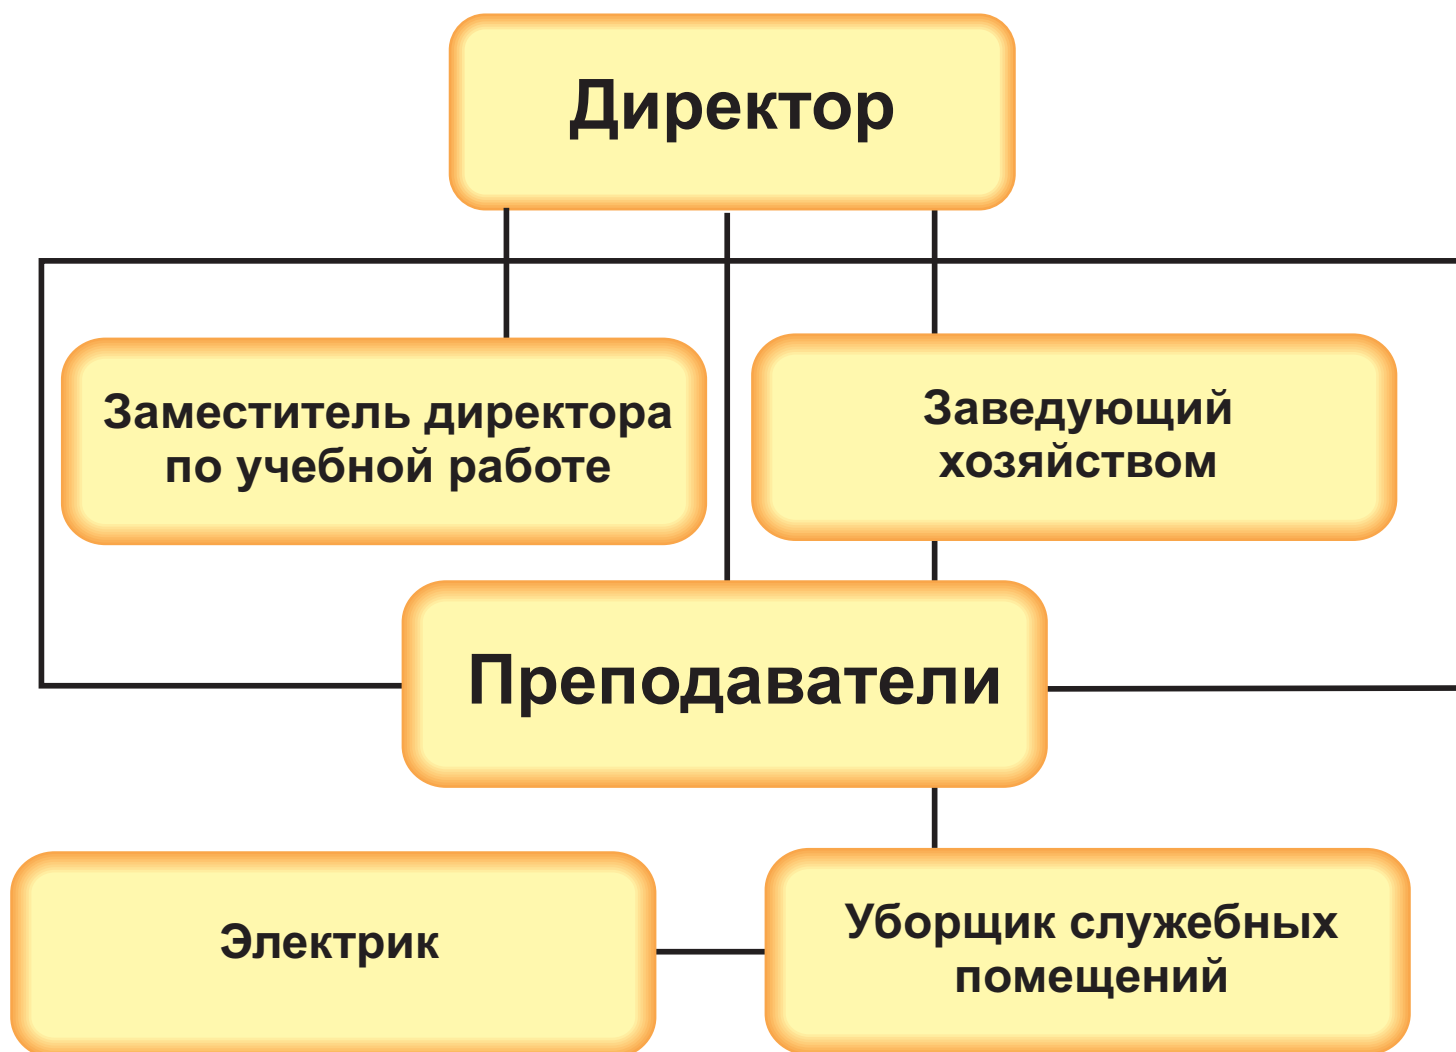 Директор
Заместитель директора
по учебной работе
Заведующий
хозяйством
Преподаватели
Электрик
Уборщик служебных
помещений